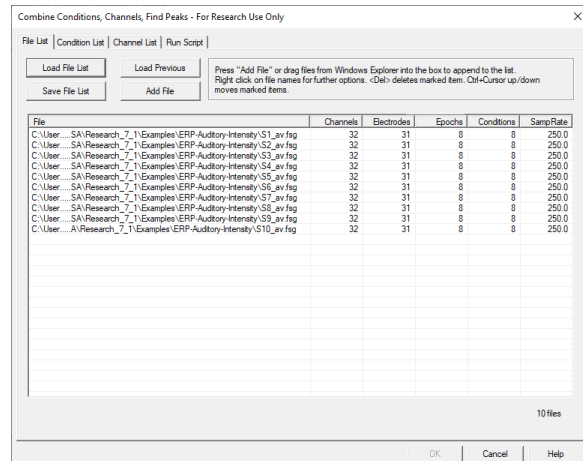 Combine Conditions, Channels, Find Peaks - For Research Use Only
File List Condition List Channel List Run Script
Load File List Load Previous
Save File List Add File
Press "Add File" or drag files from Windows Explorer into the box to append to the list.
Right click on file names for further options. <Del> deletes marked item. Ctrl+Cursor up/down
moves marked items.
File Channels Electrodes Epochs Conditions SampRate
C:\User.....SA\Research_7_1\Examples\ERP-Auditory-Intensity\S1_av.fsg 32 31 8 8 250.0
C:\User.....SA\Research_7_1\Examples\ERP-Auditory-Intensity\S2_av.fsg 32 31 8 8 250.0
C:\User.....SA\Research_7_1\Examples\ERP-Auditory-Intensity\S3_av.fsg 32 31 8 8 250.0
C:\User.....SA\Research_7_1\Examples\ERP-Auditory-Intensity\S4_av.fsg 32 31 8 8 250.0
C:\User.....SA\Research_7_1\Examples\ERP-Auditory-Intensity\S5_av.fsg 32 31 8 8 250.0
C:\User.....SA\Research_7_1\Examples\ERP-Auditory-Intensity\S6_av.fsg 32 31 8 8 250.0
C:\User.....SA\Research_7_1\Examples\ERP-Auditory-Intensity\S7_av.fsg 32 31 8 8 250.0
C:\User.....SA\Research_7_1\Examples\ERP-Auditory-Intensity\S8_av.fsg 32 31 8 8 250.0
C:\User.....SA\Research_7_1\Examples\ERP-Auditory-Intensity\S9_av.fsg 32 31 8 8 250.0
C:\User.....A\Research_7_1\Examples\ERP-Auditory-Intensity\S10_av.fsg 32 31 8 8 250.0
10 files
OK Cancel Help